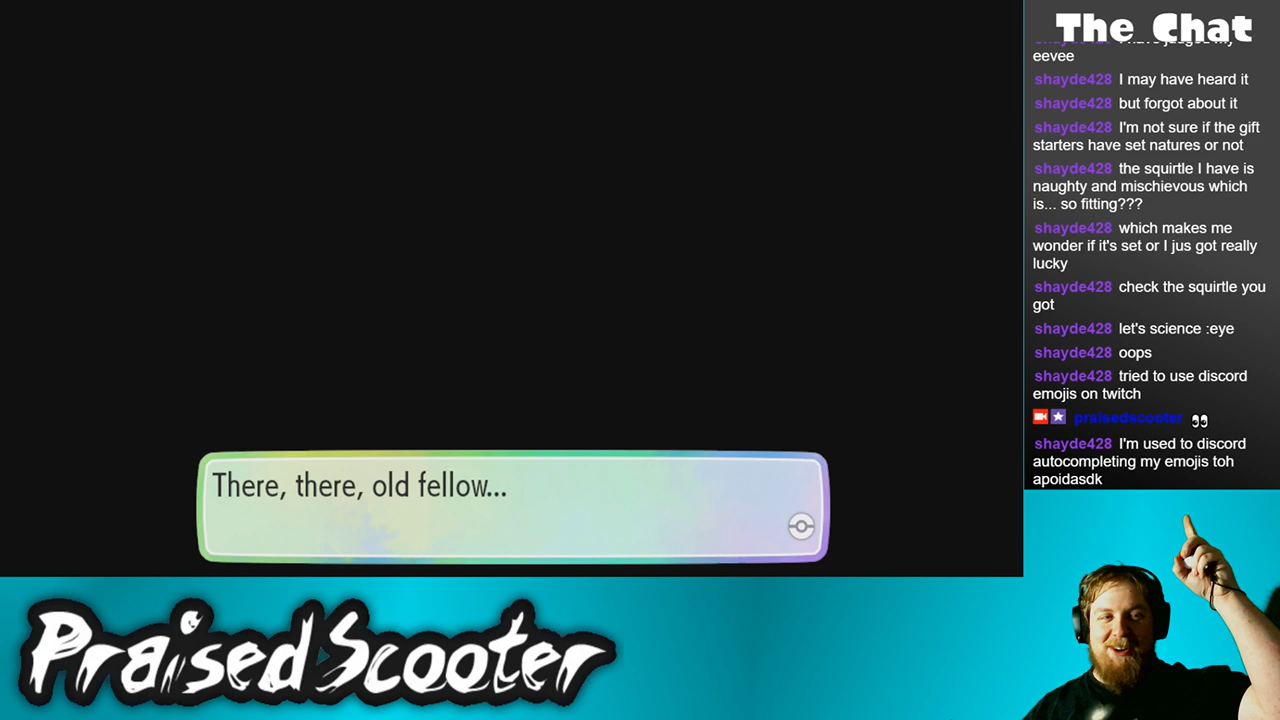 The Chat
eevee
shayde428 I may have heard it
shayde428 but forgot about it
shayde428 I'm not sure if the gift
starters have set natures or not
shayde428 the squirtle I have is
naughty and mischievous which
is... so fitting???
shayde428 which makes me
wonder if it's set or I jus got really
lucky
shayde428 check the squirtle you
got
shayde428 let's science :eye
shayde428 oops
shayde428 tried to use discord
emojis on twitch
praisedscooter 👀
shayde428 I'm used to discord
autocompleting my emojis toh
apoidasdk
There, there, old fellow...
PraisedScooter